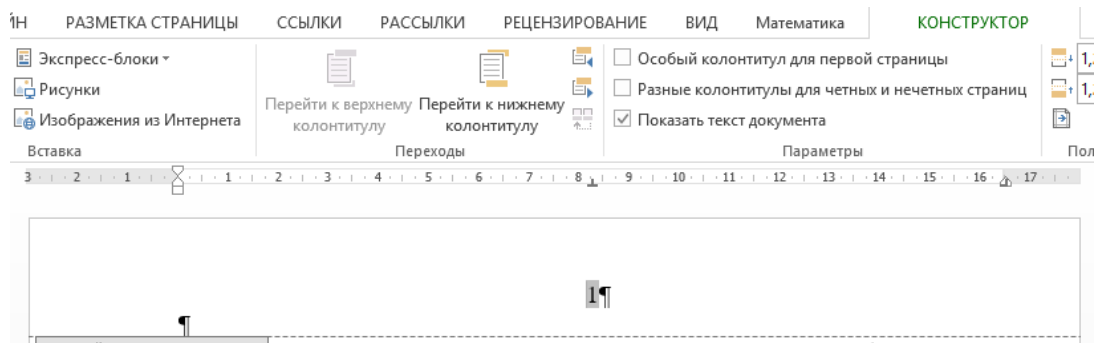 ЙН РАЗМЕТКА СТРАНИЦЫ ССЫЛКИ РАССЫЛКИ РЕЦЕНЗИРОВАНИЕ ВИД Математика КОНСТРУКТОР
Экспресс-блоки
Рисунки
Изображения из Интернета
Вставка
Перейти к верхнему колонтитулу
Перейти к нижнему колонтитулу
Переходы
Особый колонтитул для первой страницы
Разные колонтитулы для четных и нечетных страниц
Показать текст документа
Параметры
1,
1,
Пол
3 2 1 1 2 3 4 5 6 7 8 9 10 11 12 13 14 15 16 17
1¶
¶